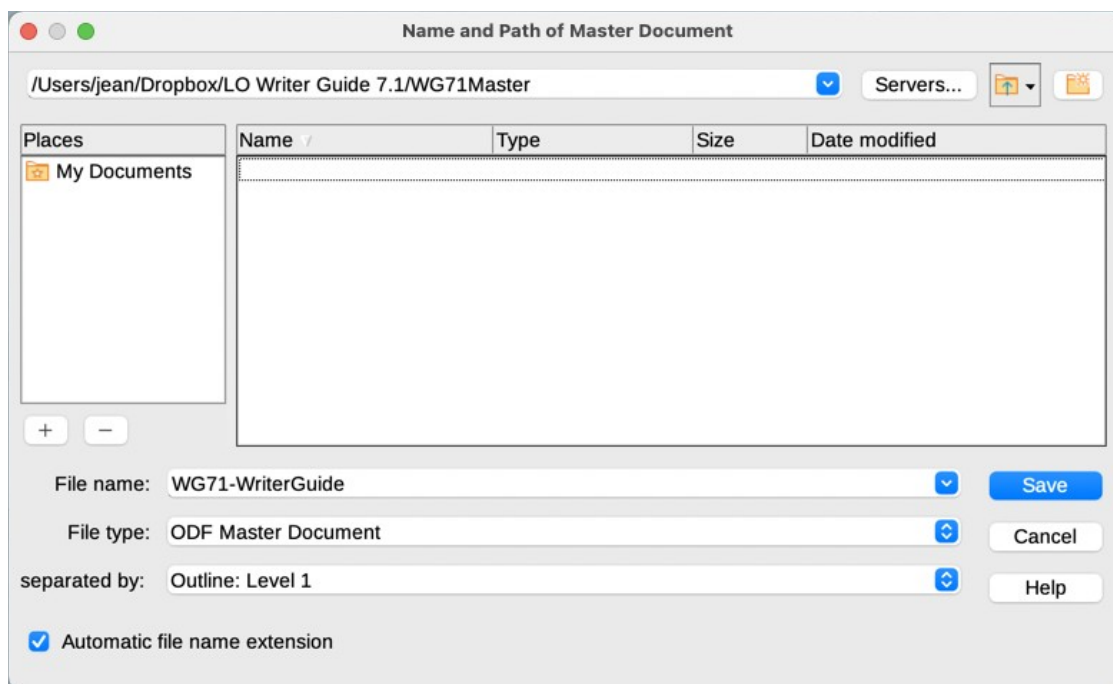 Name and Path of Master Document
/Users/jean/Dropbox/LO Writer Guide 7.1/WG71Master
Servers...
Places
Name Type Size Date modified
My Documents
File name: WG71-WriterGuide
Save
File type: ODF Master Document
Cancel
separated by: Outline: Level 1
Help
Automatic file name extension